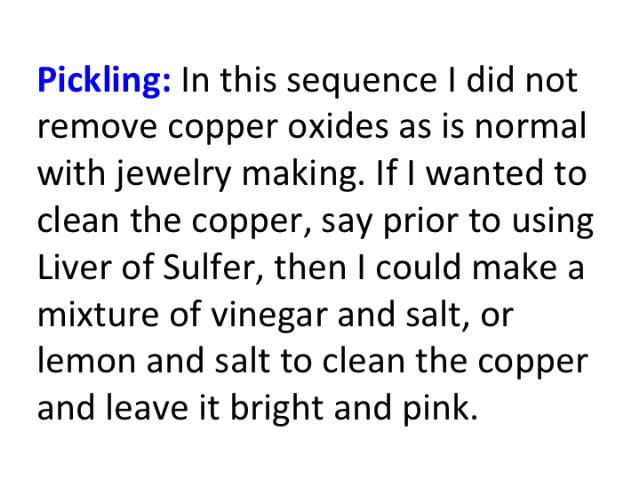 Pickling: In this sequence I did not
remove copper oxides as is normal
with jewelry making. If I wanted to
clean the copper, say prior to using
Liver of Sulfer, then I could make a
mixture of vinegar and salt, or
lemon and salt to clean the copper
and leave it bright and pink.